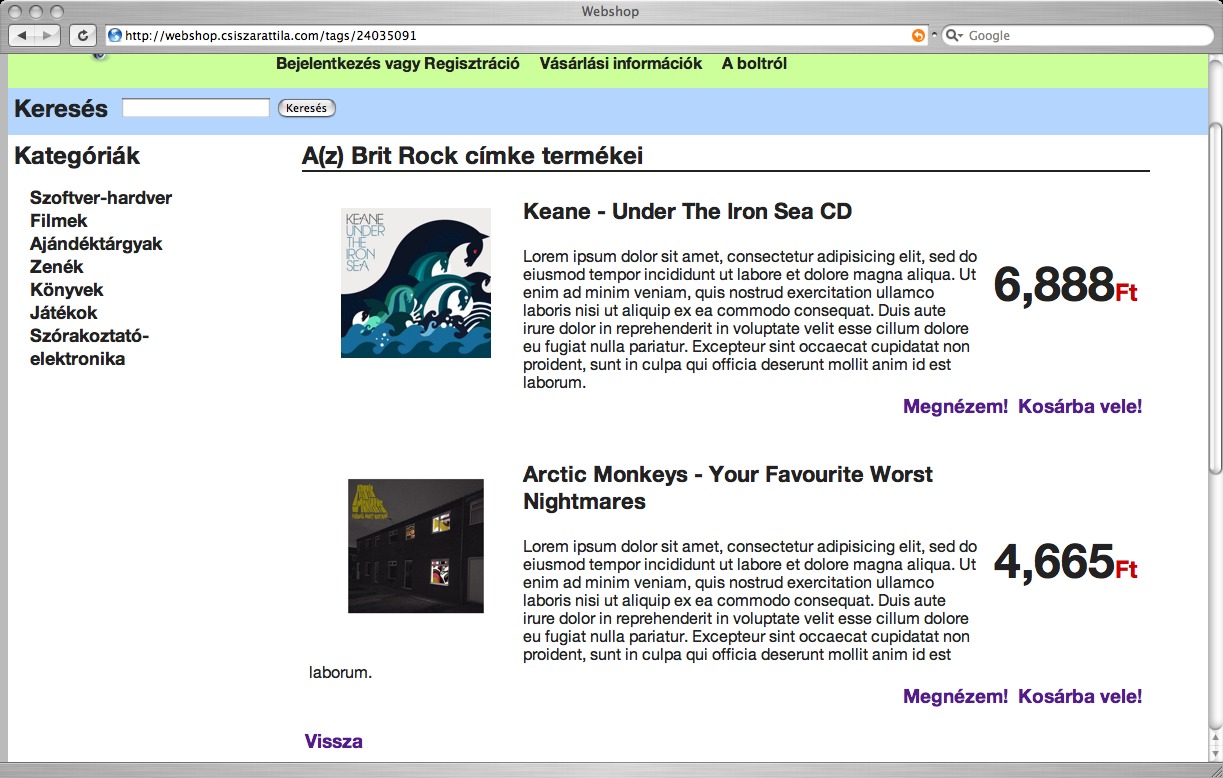 Webshop
http://webshop.csiszarattila.com/tags/24035091
Google
Bejelentkezés vagy Regisztráció Vásárlási információk A boltról
Keresés Keresés
Kategóriák
Szoftver-hardver
Filmek
Ajándéktárgyak
Zenék
Könyvek
Játékok
Szórakoztató-
elektronika
A(z) Brit Rock címke termékei
KEANE
UNDER
THE
IRON
SEA
Keane - Under The Iron Sea CD
Lorem ipsum dolor sit amet, consectetur adipisicing elit, sed do
eiusmod tempor incididunt ut labore et dolore magna aliqua. Ut
enim ad minim veniam, quis nostrud exercitation ullamco
laboris nisi ut aliquip ex ea commodo consequat. Duis aute
irure dolor in reprehenderit in voluptate velit esse cillum dolore
eu fugiat nulla pariatur. Excepteur sint occaecat cupidatat non
proident, sunt in culpa qui officia deserunt mollit anim id est
laborum.
6,888Ft
Megnézem! Kosárba vele!
Arctic Monkeys - Your Favourite Worst
Nightmares
Lorem ipsum dolor sit amet, consectetur adipisicing elit, sed do
eiusmod tempor incididunt ut labore et dolore magna aliqua. Ut
enim ad minim veniam, quis nostrud exercitation ullamco
laboris nisi ut aliquip ex ea commodo consequat. Duis aute
irure dolor in reprehenderit in voluptate velit esse cillum dolore
eu fugiat nulla pariatur. Excepteur sint occaecat cupidatat non
proident, sunt in culpa qui officia deserunt mollit anim id est
laborum.
4,665Ft
Megnézem! Kosárba vele!
Vissza